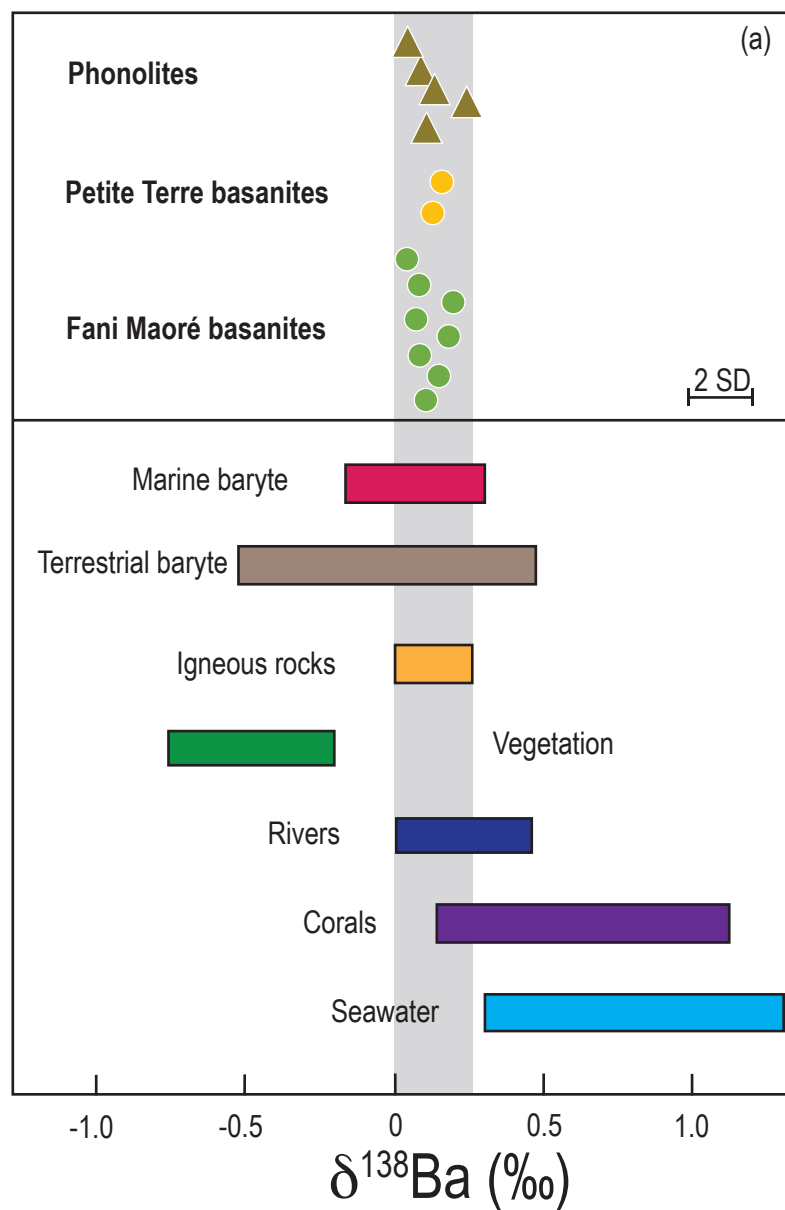 (a)
Phonolites
Petite Terre basanites
Fani Maoré basanites
2 SD
Marine baryte
Terrestrial baryte
Igneous rocks
Vegetation
Rivers
Corals
Seawater
-1.0 -0.5 0 0.5 1.0
δ¹³⁸Ba (‰)